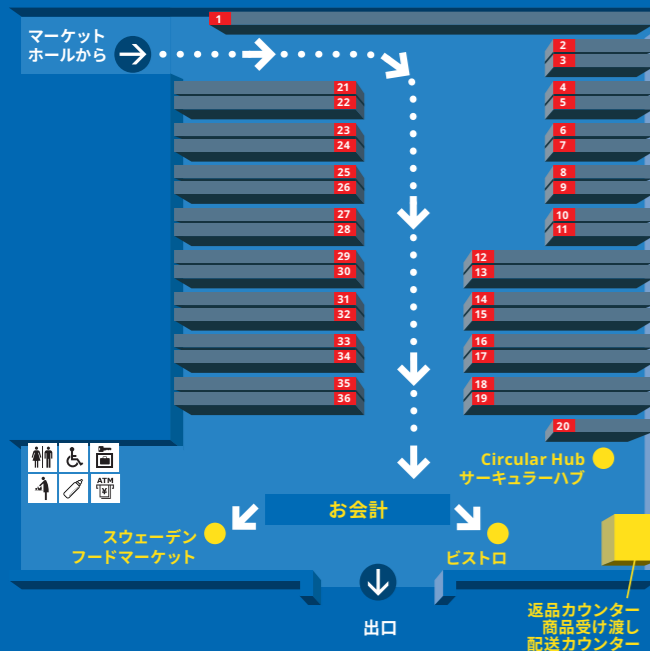 マーケット
ホールから
1
2
3
21
22
4
5
23
24
6
7
25
26
8
9
27
28
10
11
29
30
12
13
31
32
14
15
33
34
16
17
35
36
18
19
20
ATM
¥
Circular Hub
サーキュラーハブ
お会計
スウェーデン
フードマーケット
ビストロ
出口
返品カウンター
商品受け渡し
配送カウンター